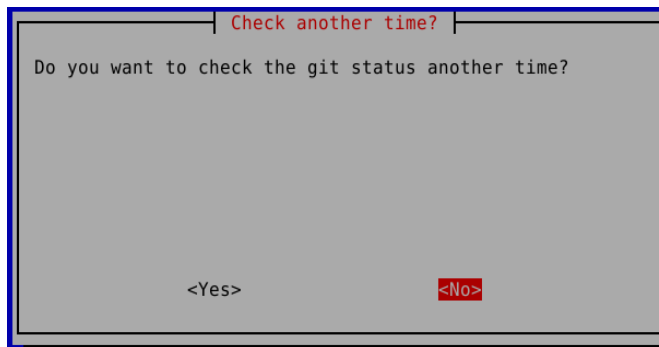 Check another time?
Do you want to check the git status another time?
<Yes> <No>